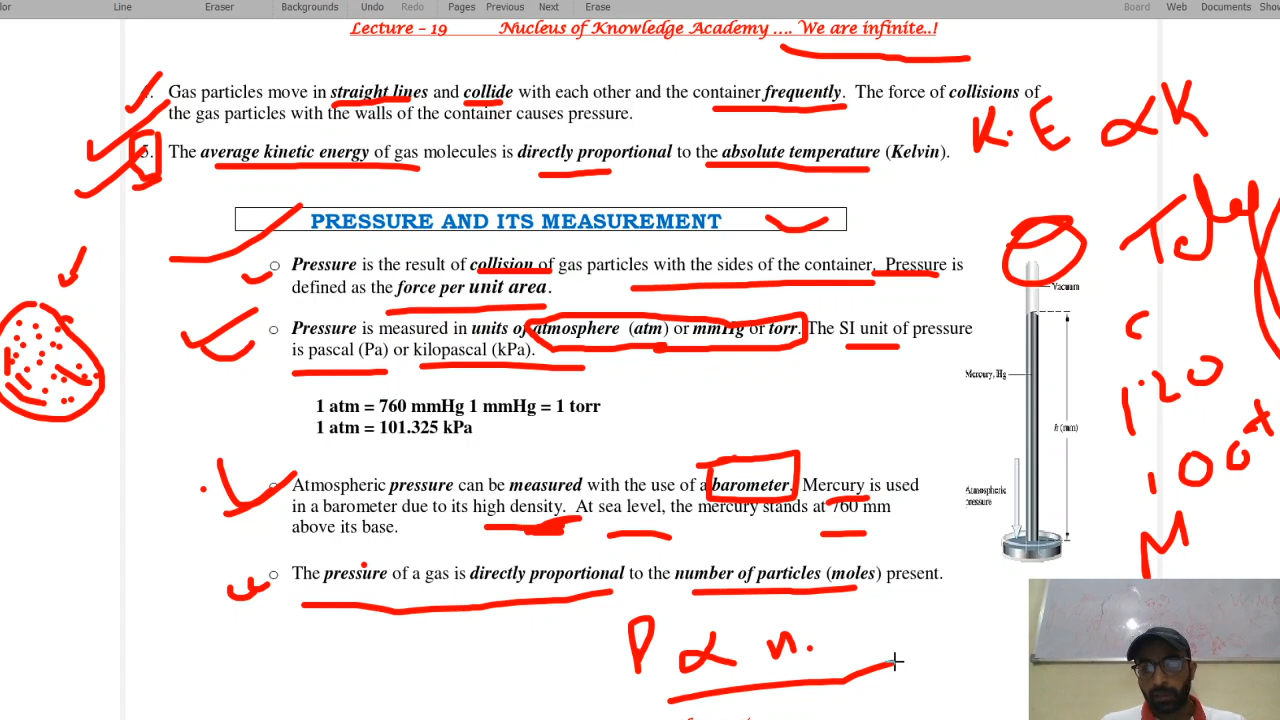 Line Eraser Backgrounds Undo Redo Pages Previous Next Erase Board Web Documents
Lecture – 19 Nucleus of Knowledge Academy .... We are infinite..!
Gas particles move in straight lines and collide with each other and the container frequently. The force of collisions of
the gas particles with the walls of the container causes pressure.
5. The average kinetic energy of gas molecules is directly proportional to the absolute temperature (Kelvin).
K.E ∝ K
PRESSURE AND ITS MEASUREMENT
o Pressure is the result of collision of gas particles with the sides of the container. Pressure is
defined as the force per unit area.
o Pressure is measured in units of atmosphere (atm) or mmHg or torr. The SI unit of pressure
is pascal (Pa) or kilopascal (kPa).
1 atm = 760 mmHg 1 mmHg = 1 torr
1 atm = 101.325 kPa
Atmospheric pressure can be measured with the use of a barometer. Mercury is used
in a barometer due to its high density. At sea level, the mercury stands at 760 mm
above its base.
o The pressure of a gas is directly proportional to the number of particles (moles) present.
P ∝ n.
Vacuum
Mercury, Hg
h (mm)
Atmospheric
pressure
120
100
M